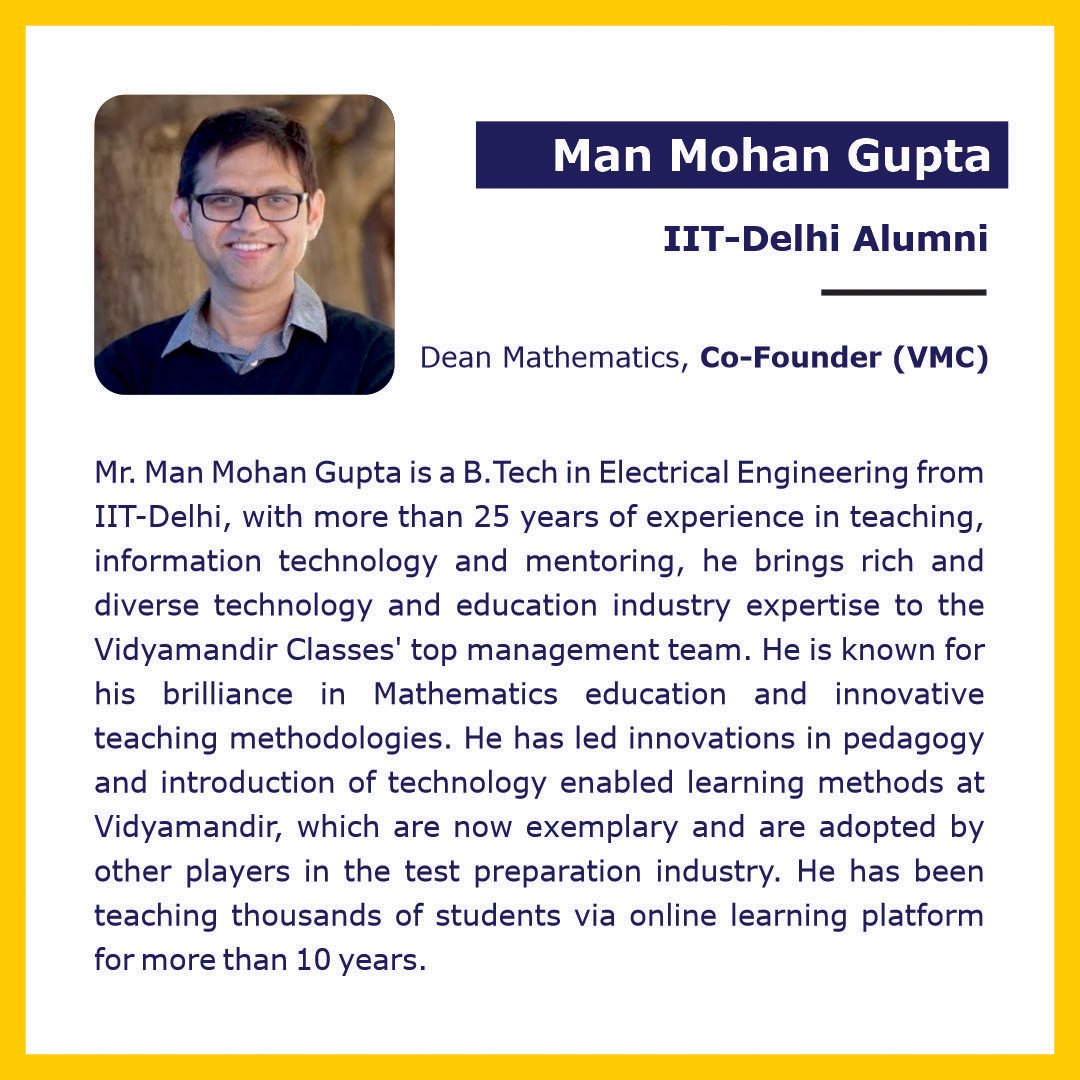 Man Mohan Gupta
IIT-Delhi Alumni
Dean Mathematics, Co-Founder (VMC)
Mr. Man Mohan Gupta is a B.Tech in Electrical Engineering from
IIT-Delhi, with more than 25 years of experience in teaching,
information technology and mentoring, he brings rich and
diverse technology and education industry expertise to the
Vidyamandir Classes' top management team. He is known for
his brilliance in Mathematics education and innovative
teaching methodologies. He has led innovations in pedagogy
and introduction of technology enabled learning methods at
Vidyamandir, which are now exemplary and are adopted by
other players in the test preparation industry. He has been
teaching thousands of students via online learning platform
for more than 10 years.